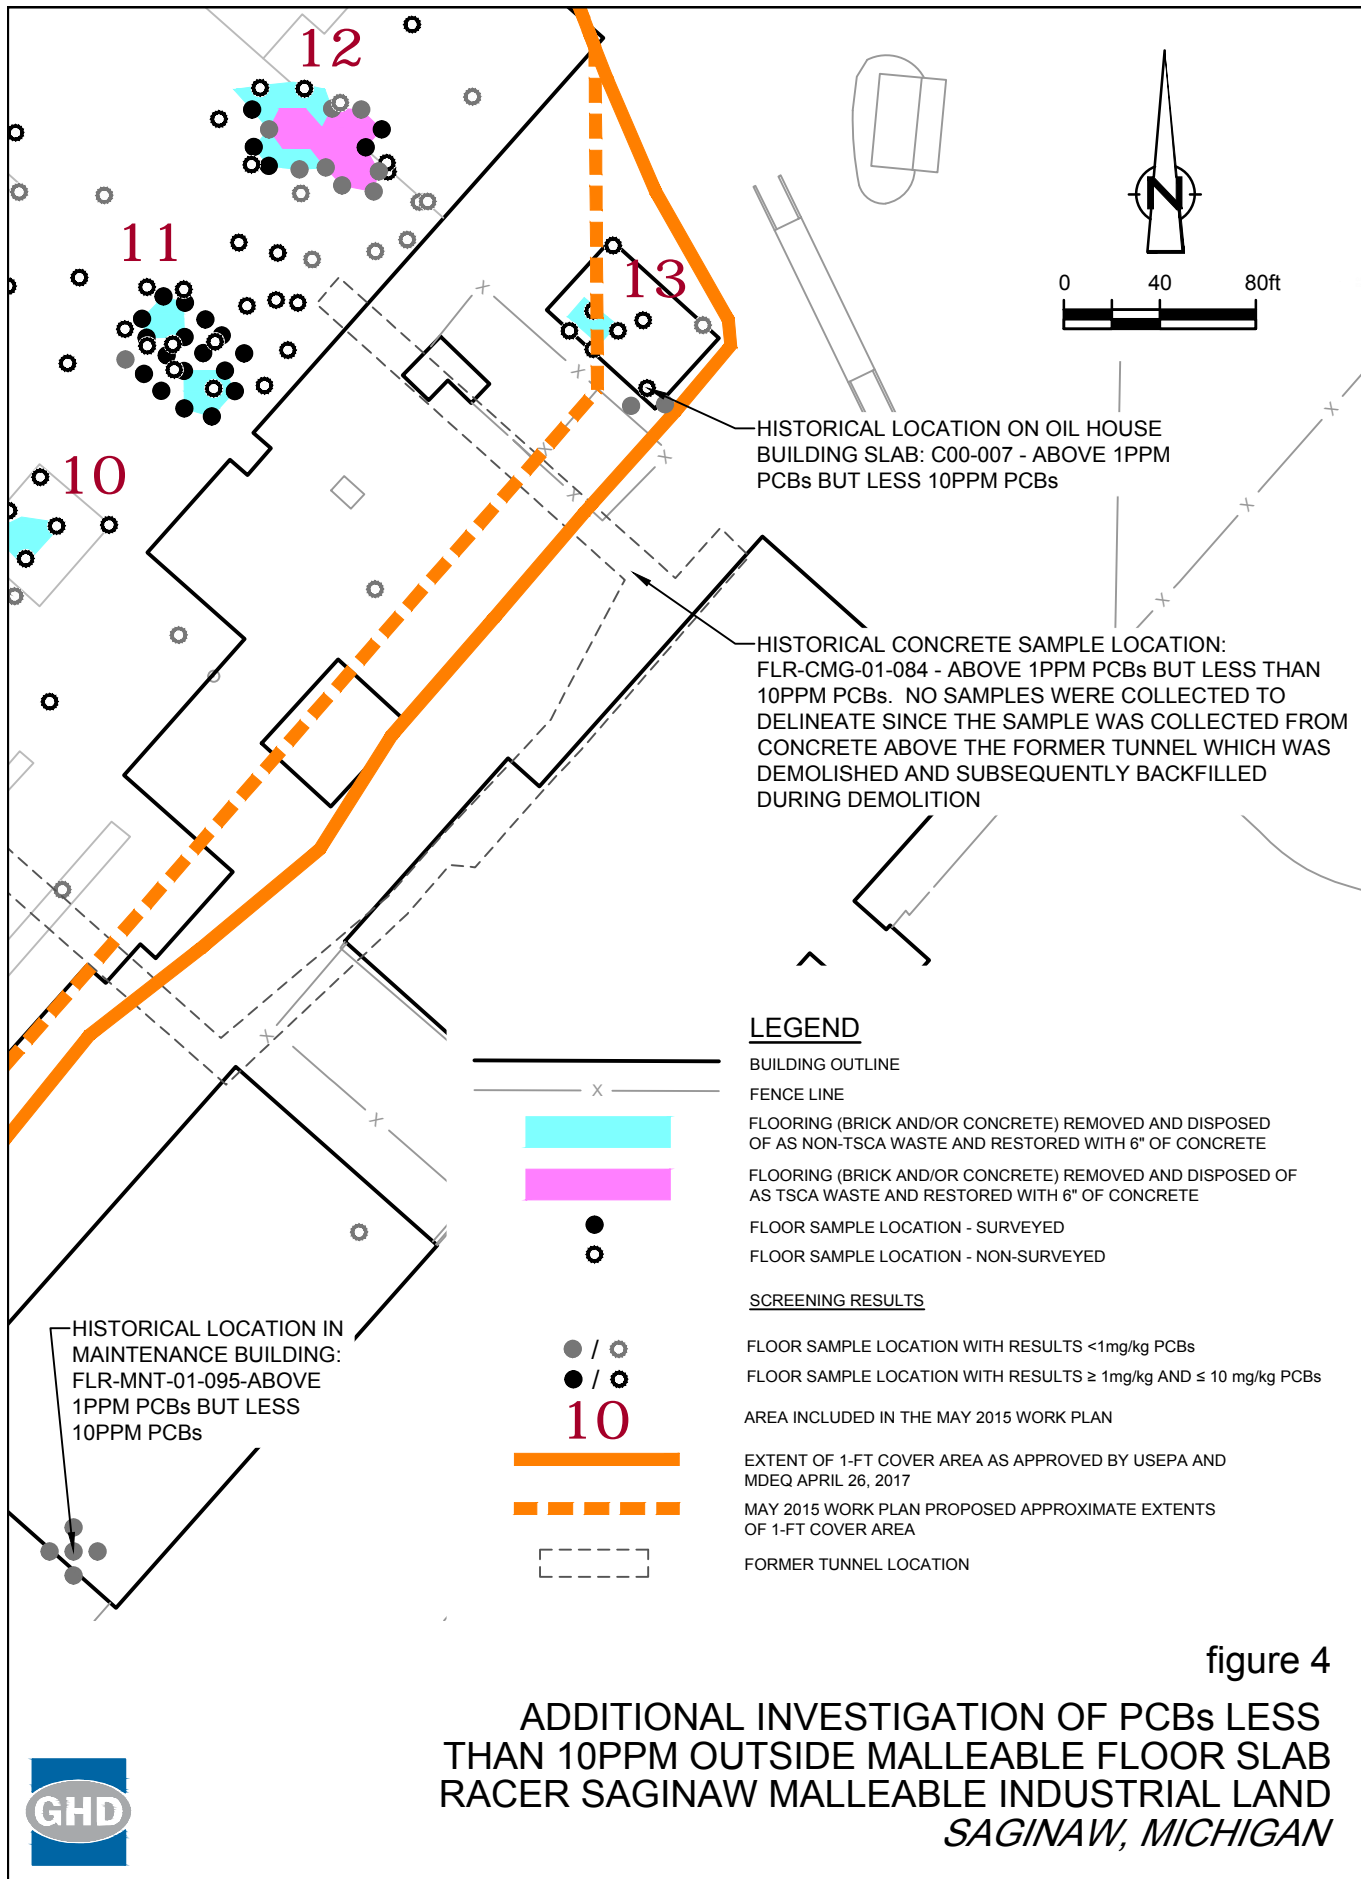 12
11
13
10
N
0 40 80ft
HISTORICAL LOCATION ON OIL HOUSE
BUILDING SLAB: C00-007 - ABOVE 1PPM
PCBs BUT LESS 10PPM PCBs
HISTORICAL CONCRETE SAMPLE LOCATION:
FLR-CMG-01-084 - ABOVE 1PPM PCBs BUT LESS THAN
10PPM PCBs. NO SAMPLES WERE COLLECTED TO
DELINEATE SINCE THE SAMPLE WAS COLLECTED FROM
CONCRETE ABOVE THE FORMER TUNNEL WHICH WAS
DEMOLISHED AND SUBSEQUENTLY BACKFILLED
DURING DEMOLITION
HISTORICAL LOCATION IN
MAINTENANCE BUILDING:
FLR-MNT-01-095-ABOVE
1PPM PCBs BUT LESS
10PPM PCBs
LEGEND
BUILDING OUTLINE
X
FENCE LINE
FLOORING (BRICK AND/OR CONCRETE) REMOVED AND DISPOSED
OF AS NON-TSCA WASTE AND RESTORED WITH 6" OF CONCRETE
FLOORING (BRICK AND/OR CONCRETE) REMOVED AND DISPOSED OF
AS TSCA WASTE AND RESTORED WITH 6" OF CONCRETE
FLOOR SAMPLE LOCATION - SURVEYED
FLOOR SAMPLE LOCATION - NON-SURVEYED
SCREENING RESULTS
/ FLOOR SAMPLE LOCATION WITH RESULTS <1mg/kg PCBs
/ FLOOR SAMPLE LOCATION WITH RESULTS ≥ 1mg/kg AND ≤ 10 mg/kg PCBs
10 AREA INCLUDED IN THE MAY 2015 WORK PLAN
EXTENT OF 1-FT COVER AREA AS APPROVED BY USEPA AND
MDEQ APRIL 26, 2017
MAY 2015 WORK PLAN PROPOSED APPROXIMATE EXTENTS
OF 1-FT COVER AREA
FORMER TUNNEL LOCATION
figure 4
ADDITIONAL INVESTIGATION OF PCBs LESS
THAN 10PPM OUTSIDE MALLEABLE FLOOR SLAB
RACER SAGINAW MALLEABLE INDUSTRIAL LAND
SAGINAW, MICHIGAN
GHD